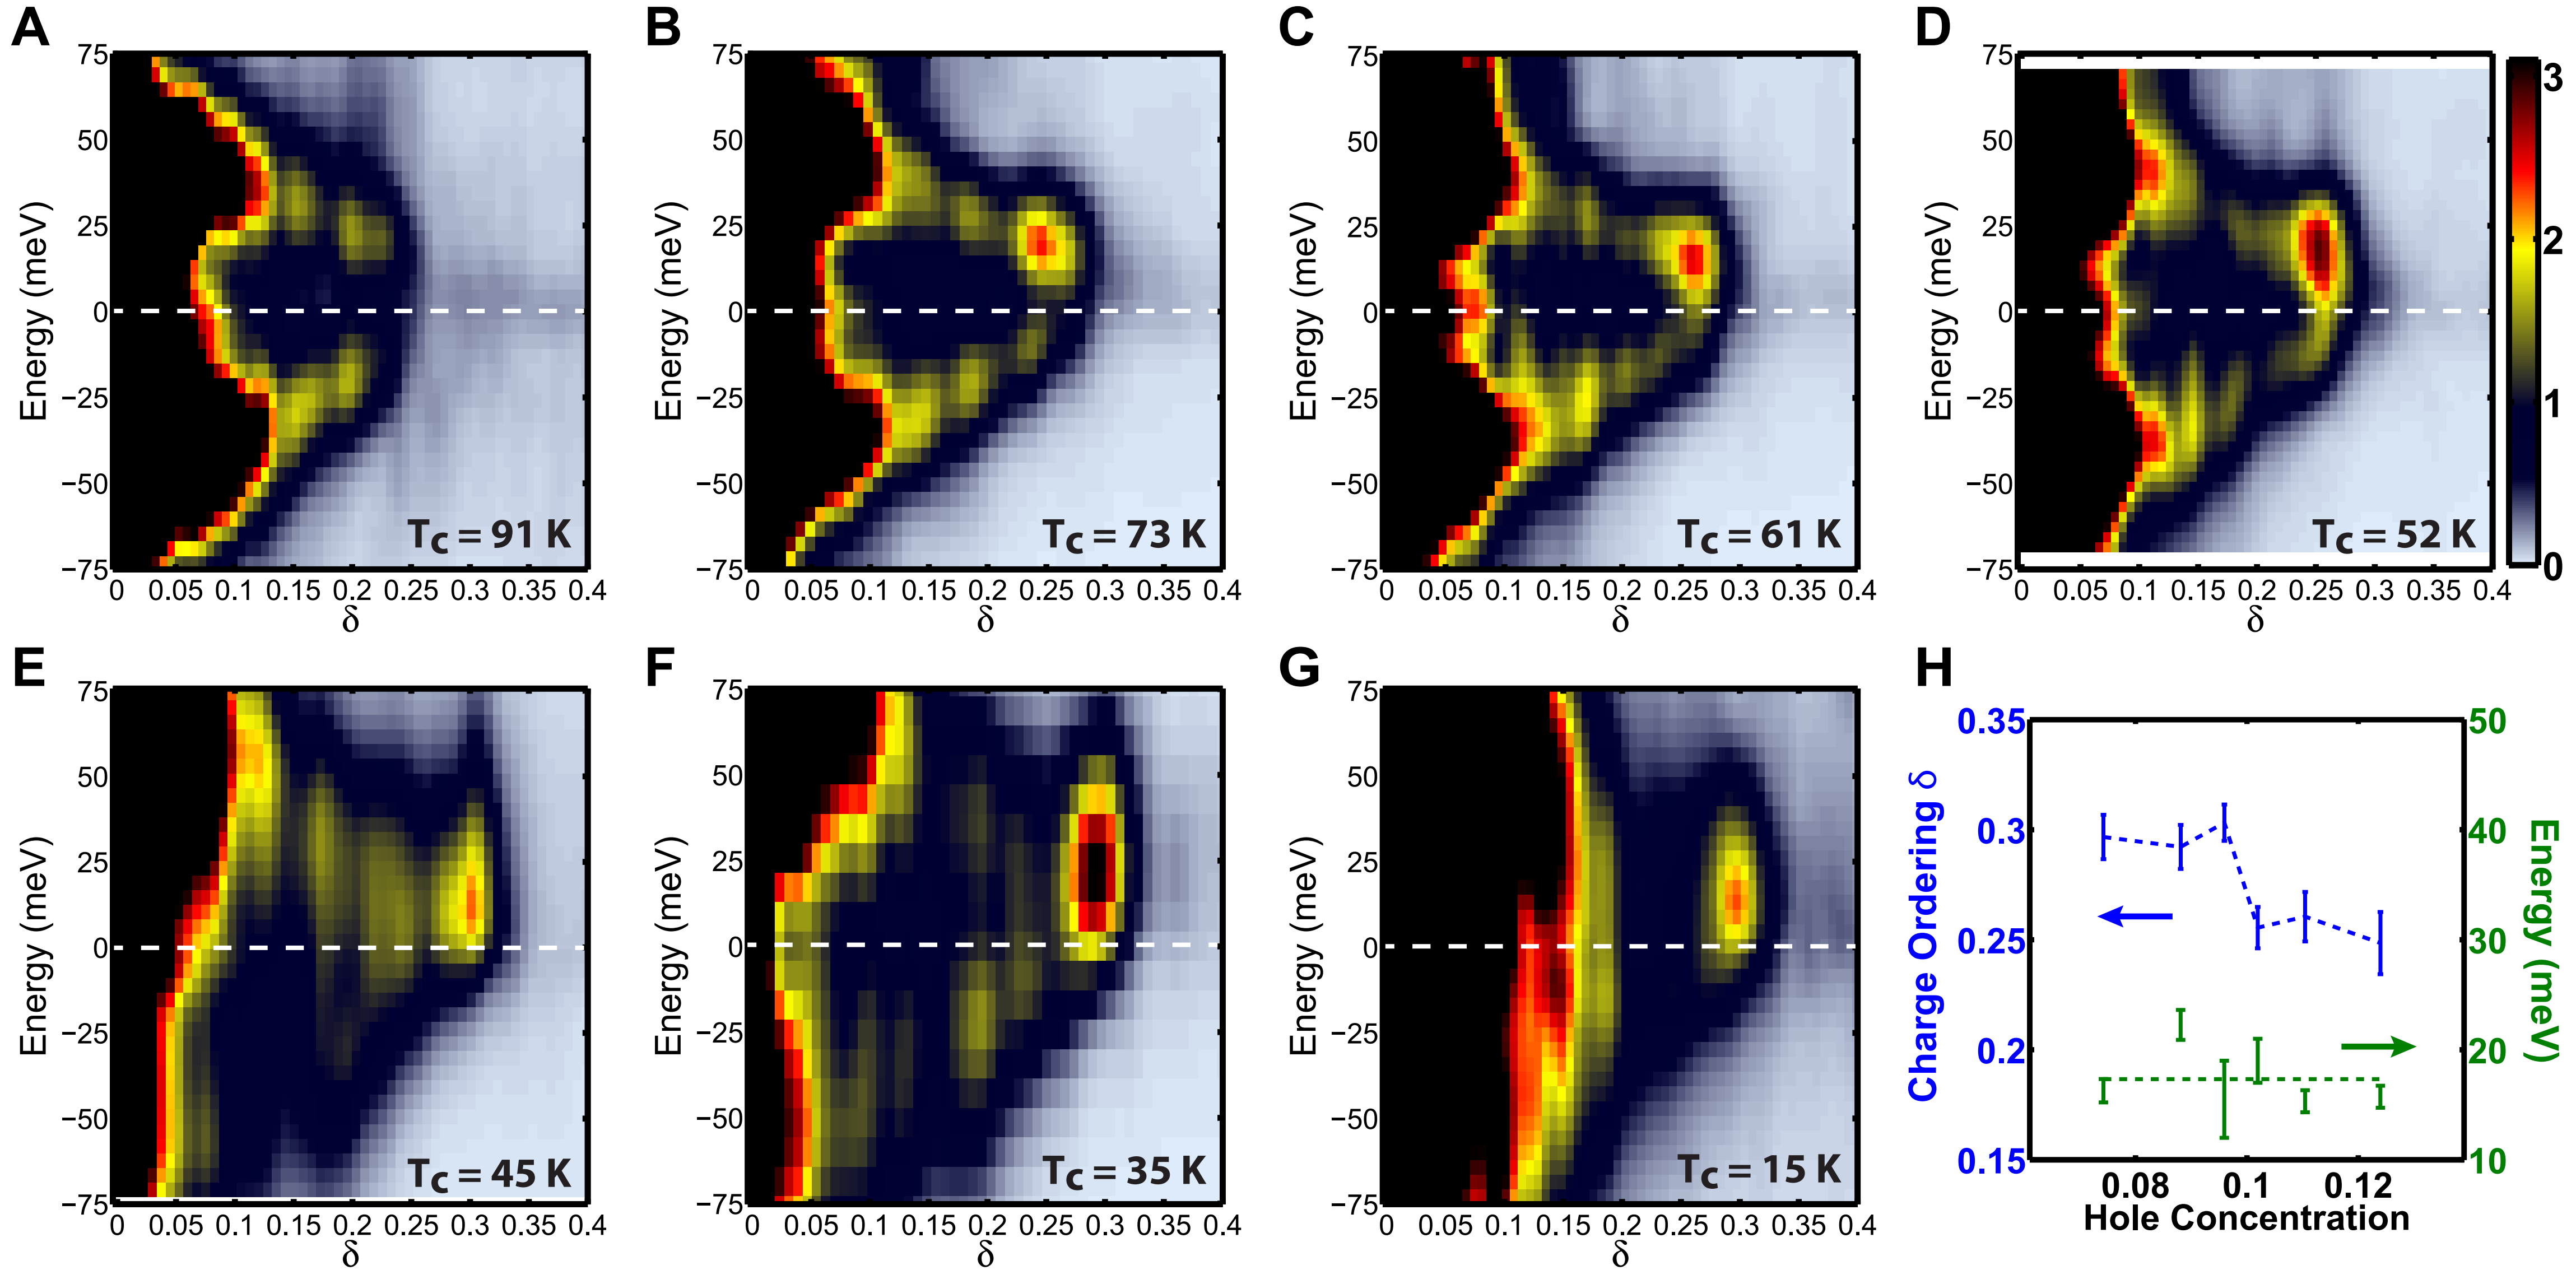 A
75
50
25
0
−25
−50
−75
Energy (meV)
Tc = 91 K
0 0.05 0.1 0.15 0.2 0.25 0.3 0.35 0.4
δ
B
75
50
25
0
−25
−50
−75
Energy (meV)
Tc = 73 K
0 0.05 0.1 0.15 0.2 0.25 0.3 0.35 0.4
δ
C
75
50
25
0
−25
−50
−75
Energy (meV)
Tc = 61 K
0 0.05 0.1 0.15 0.2 0.25 0.3 0.35 0.4
δ
D
75
50
25
0
−25
−50
−75
Energy (meV)
Tc = 52 K
0 0.05 0.1 0.15 0.2 0.25 0.3 0.35 0.4
δ
3
2
1
0
E
75
50
25
0
−25
−50
−75
Energy (meV)
Tc = 45 K
0 0.05 0.1 0.15 0.2 0.25 0.3 0.35 0.4
δ
F
75
50
25
0
−25
−50
−75
Energy (meV)
Tc = 35 K
0 0.05 0.1 0.15 0.2 0.25 0.3 0.35 0.4
δ
G
75
50
25
0
−25
−50
−75
Energy (meV)
Tc = 15 K
0 0.05 0.1 0.15 0.2 0.25 0.3 0.35 0.4
δ
H
0.35
0.3
0.25
0.2
0.15
Charge Ordering δ
50
40
30
20
10
Energy (meV)
0.08 0.1 0.12
Hole Concentration